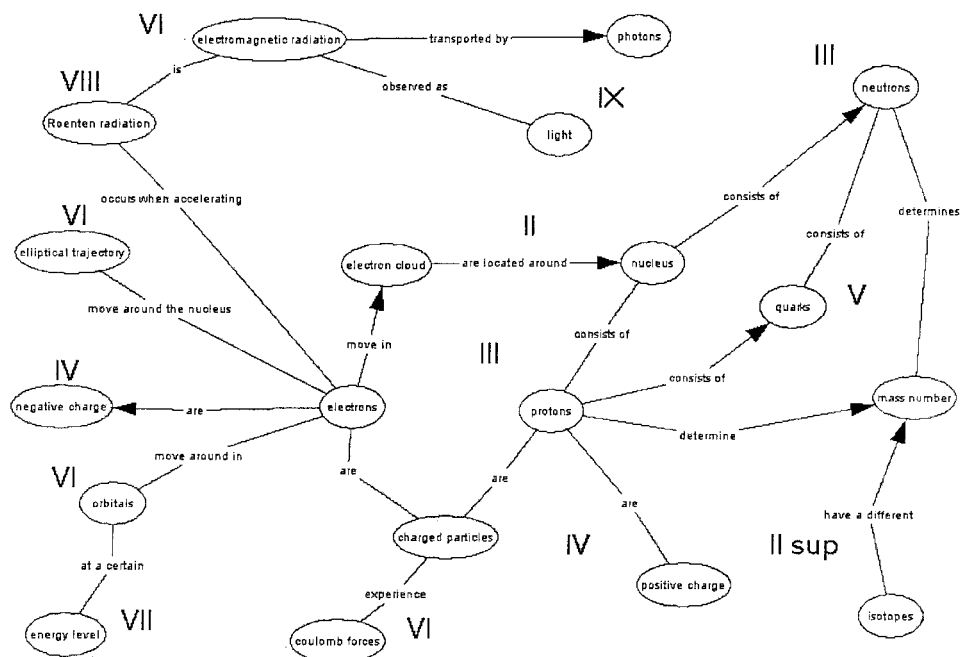 VI
electromagnetic radiation
transported by
photons
III
is
VIII
observed as
IX
neutrons
Roenten radiation
light
occurs when accelerating
consists of
determines
VI
II
consists of
elliptical trajectory
electron cloud
are located around
nucleus
quarks
V
move around the nucleus
move in
III
consists of
IV
consists of
negative charge
are
electrons
protons
mass number
determine
move around in
VI
are
are
orbitals
are
have a different
charged particles
IV
II sup
at a certain
positive charge
experience
VII
energy level
coulomb forces
VI
isotopes